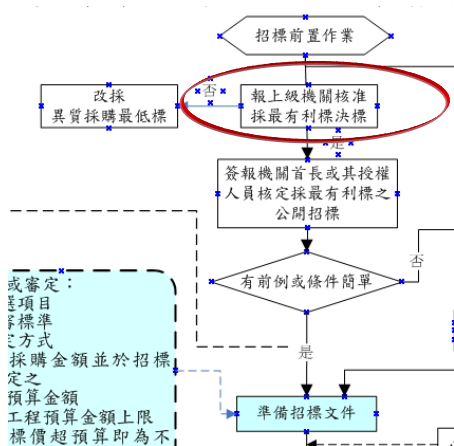 招標前置作業
否
改採
異質採購最低標
報上級機關核准
採最有利標決標
是
簽報機關首長或其授權
人員核定採最有利標之
公開招標
有前例或條件簡單
否
是
準備招標文件
或審定：
選項目
審標準
定方式
採購金額並於招標
定之
預算金額
工程預算金額上限
標價超預算即為不